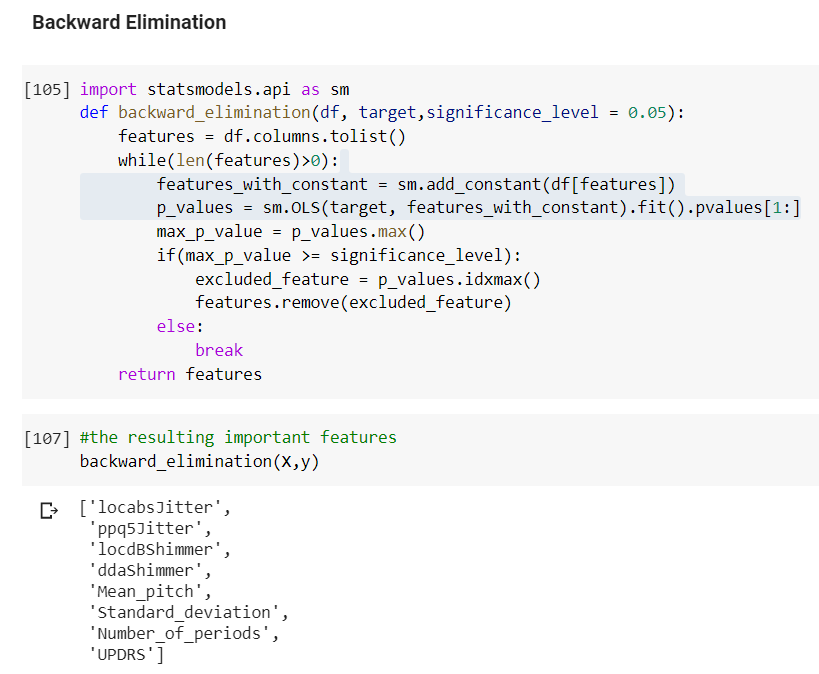 Backward Elimination
[105] import statsmodels.api as sm
def backward_elimination(df, target,significance_level = 0.05):
    features = df.columns.tolist()
    while(len(features)>0):
        features_with_constant = sm.add_constant(df[features])
        p_values = sm.OLS(target, features_with_constant).fit().pvalues[1:]
        max_p_value = p_values.max()
        if(max_p_value >= significance_level):
            excluded_feature = p_values.idxmax()
            features.remove(excluded_feature)
        else:
            break
    return features
[107] #the resulting important features
backward_elimination(X,y)
['locabsJitter',
 'ppq5Jitter',
 'locdBShimmer',
 'ddaShimmer',
 'Mean_pitch',
 'Standard_deviation',
 'Number_of_periods',
 'UPDRS']